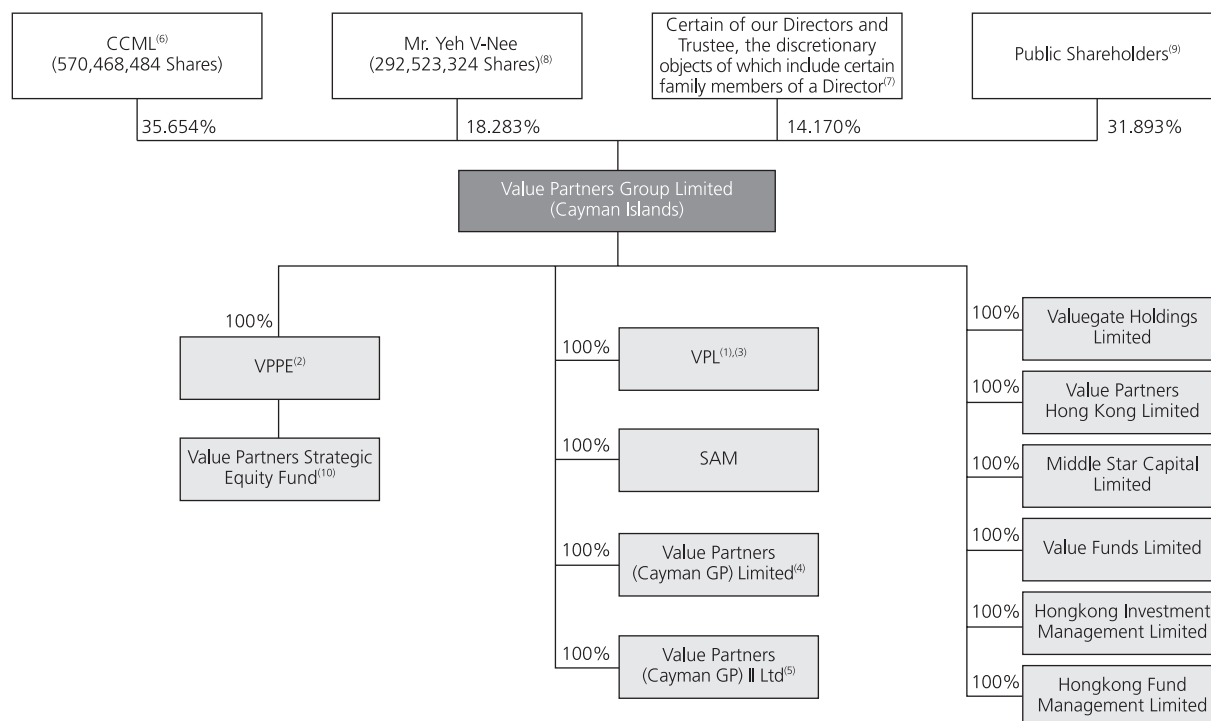 CCML(6)
(570,468,484 Shares)
Mr. Yeh V-Nee
(292,523,324 Shares)(8)
Certain of our Directors and
Trustee, the discretionary
objects of which include certain
family members of a Director(7)
Public Shareholders(9)
35.654%
18.283%
14.170%
31.893%
Value Partners Group Limited
(Cayman Islands)
100%
VPPE(2)
Value Partners Strategic
Equity Fund(10)
100%
VPL(1),(3)
100%
SAM
100%
Value Partners
(Cayman GP) Limited(4)
100%
Value Partners
(Cayman GP) II Ltd(5)
100%
Valuegate Holdings
Limited
100%
Value Partners
Hong Kong Limited
100%
Middle Star Capital
Limited
100%
Value Funds Limited
100%
Hongkong Investment
Management Limited
100%
Hongkong Fund
Management Limited